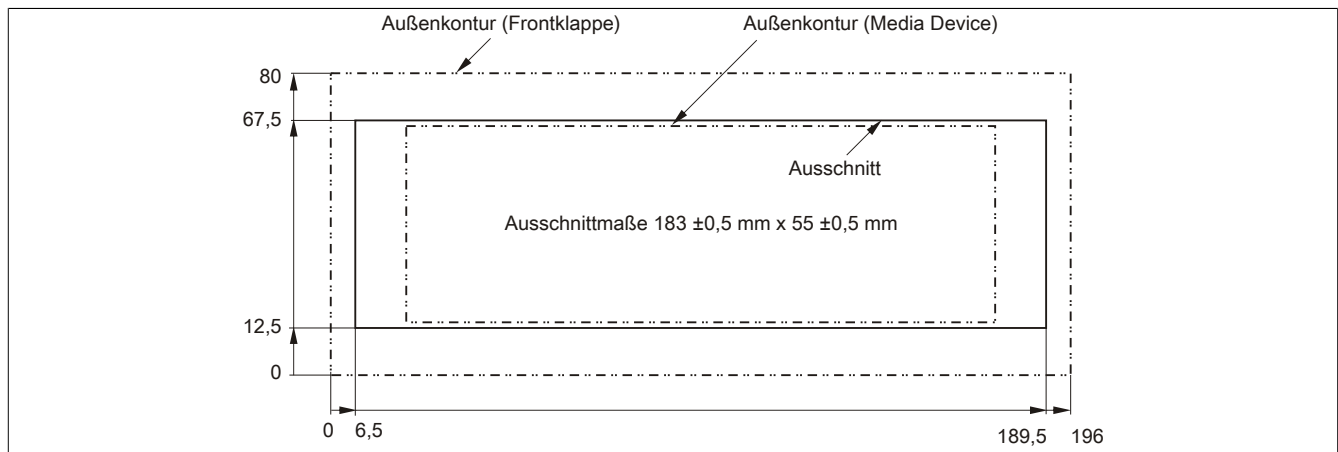 Außenkontur (Frontklappe)
Außenkontur (Media Device)
80
67,5
Ausschnitt
Ausschnittmaße 183 ±0,5 mm x 55 ±0,5 mm
12,5
0
0
6,5
189,5
196